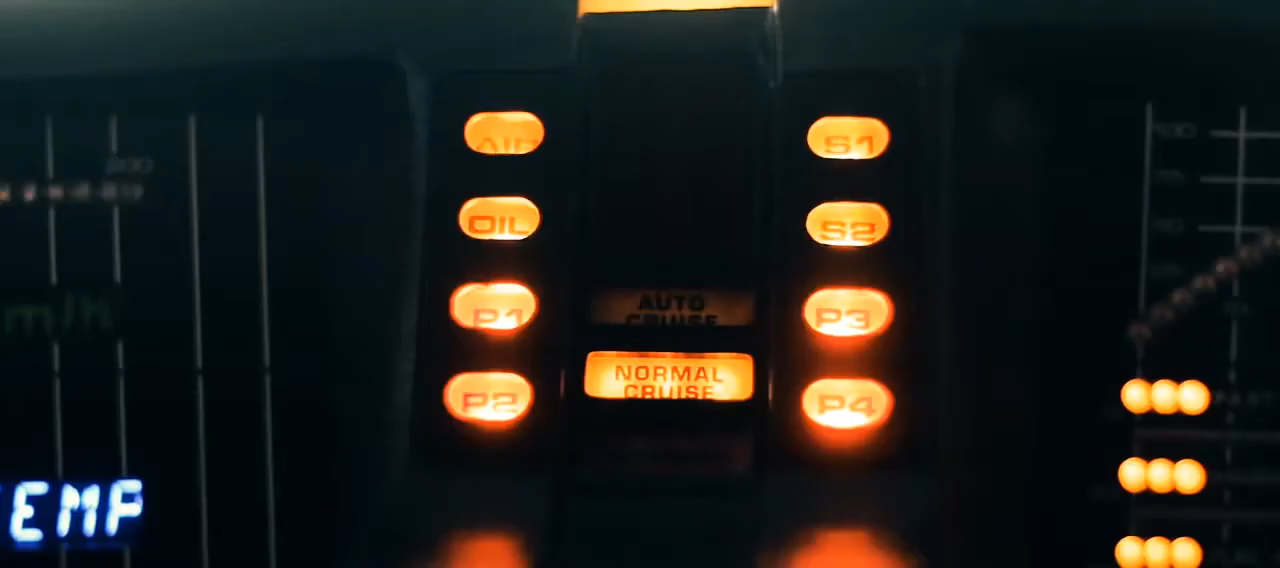 AIR
S1
OIL
S2
P1
P3
P2
P4
AUTO
CRUISE
NORMAL
CRUISE
m/h
EMP